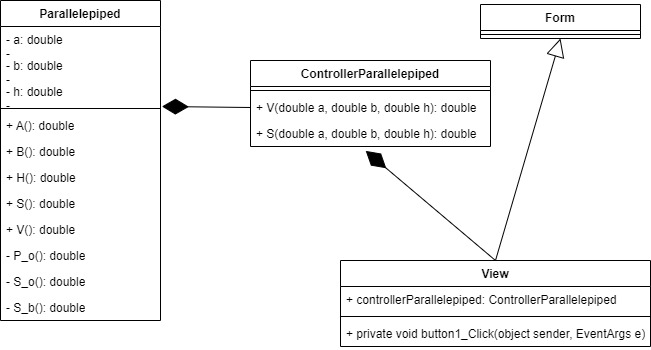 Parallelepiped
- a: double
-
- b: double
-
- h: double
-
+ A(): double
+ B(): double
+ H(): double
+ S(): double
+ V(): double
- P_o(): double
- S_o(): double
- S_b(): double
ControllerParallelepiped
+ V(double a, double b, double h): double
+ S(double a, double b, double h): double
Form
View
+ controllerParallelepiped: ControllerParallelepiped
+ private void button1_Click(object sender, EventArgs e)